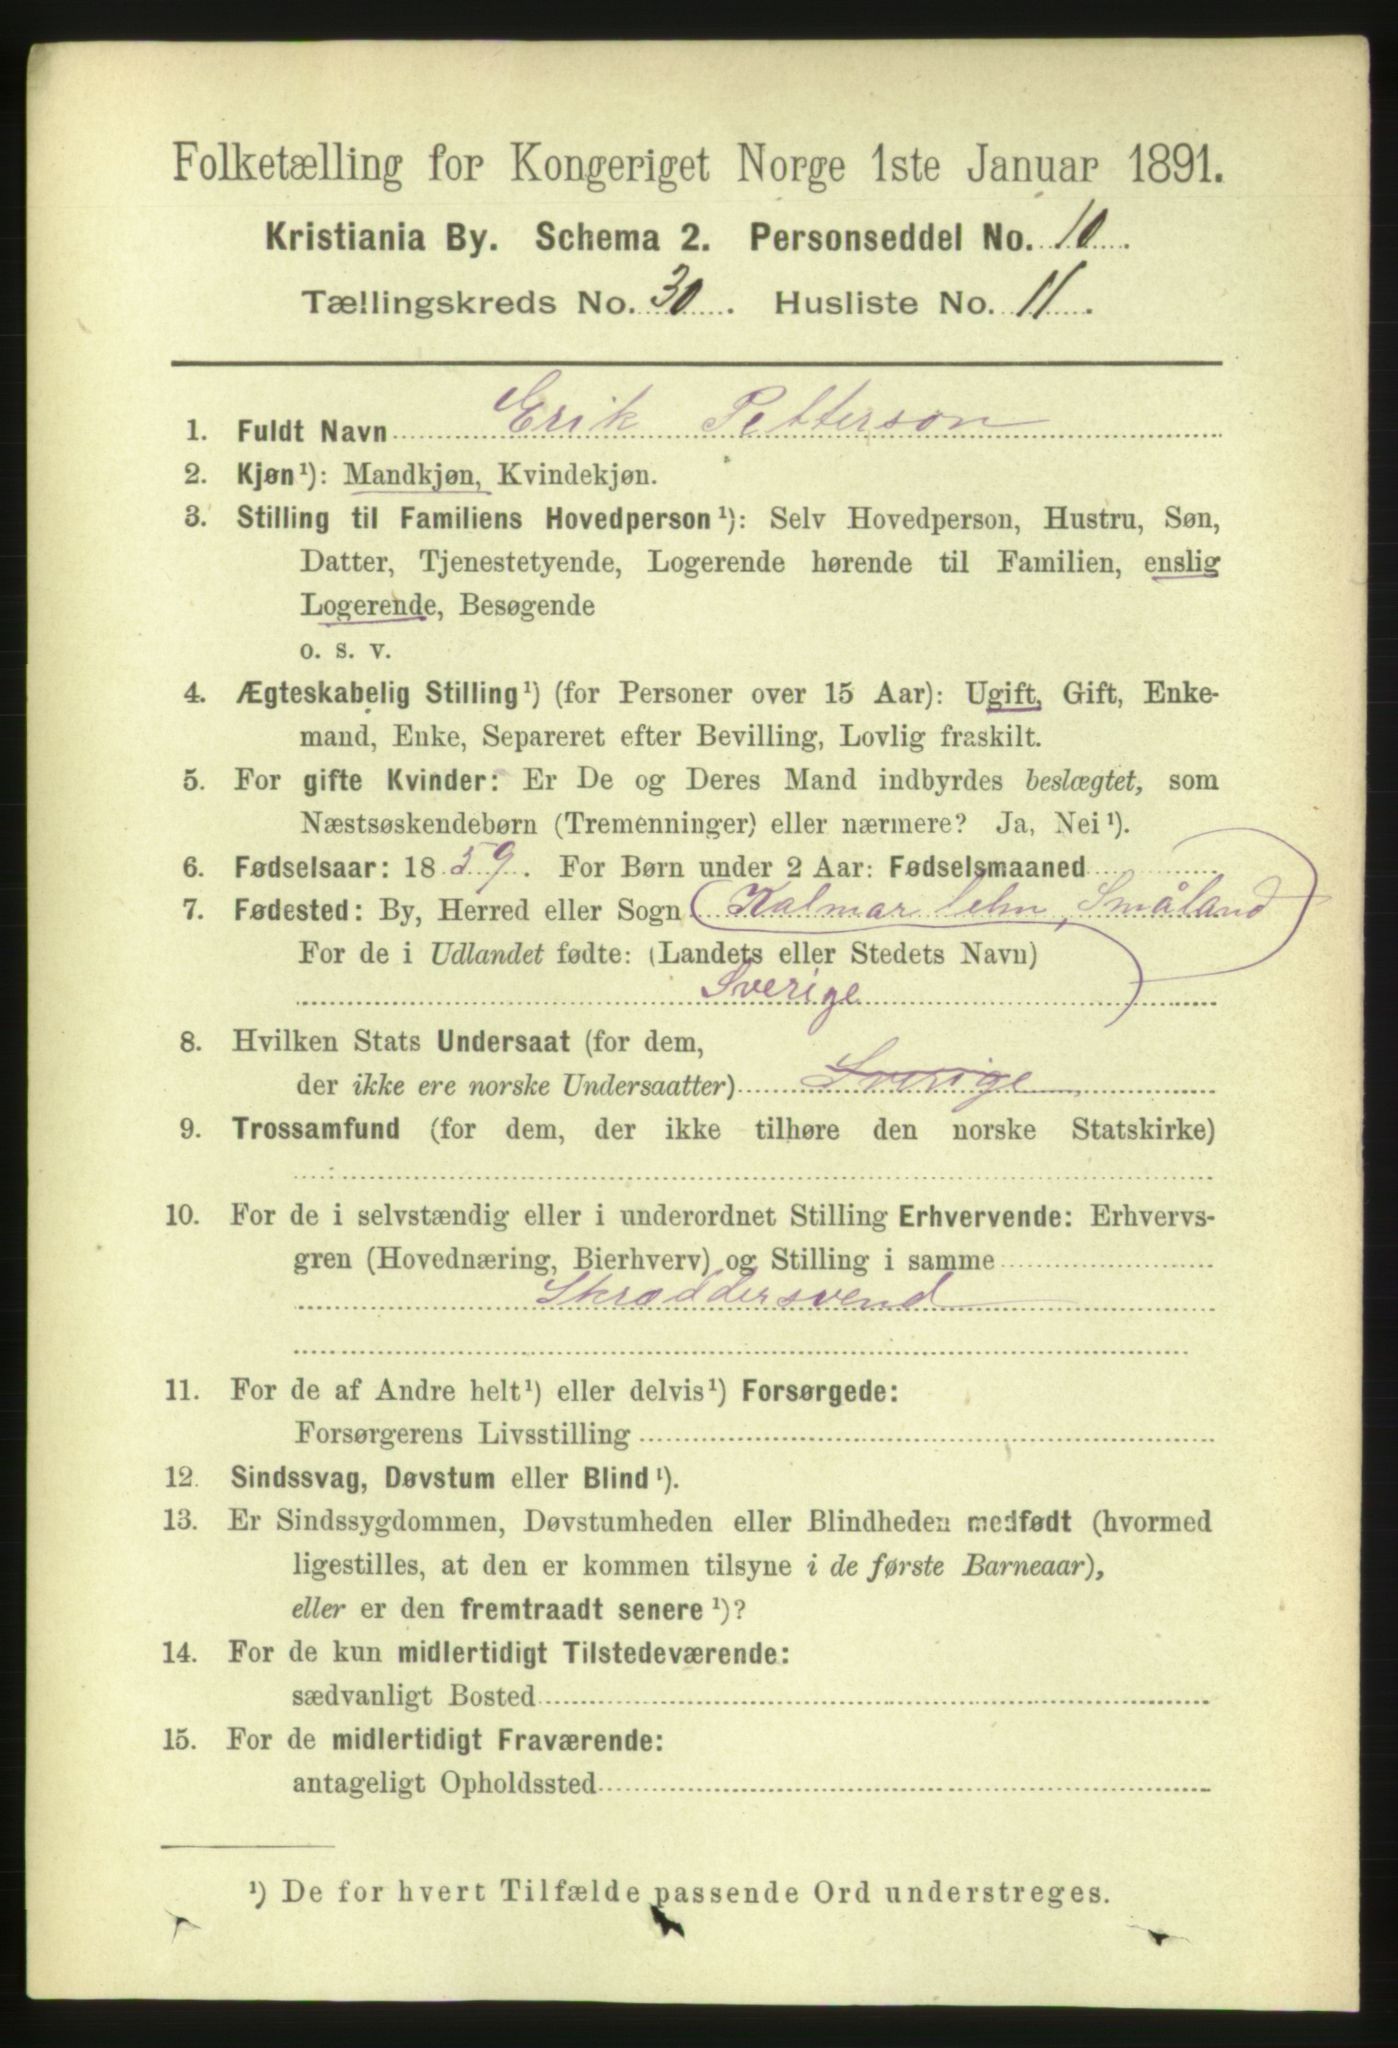 Folketælling for Kongeriget Norge 1ste Januar 1891.
Kristiania By. Schema 2. Personseddel No. 10.
Tællingskreds No. 30. Husliste No. 11.
1. Fuldt Navn Erik Petterson
2. Kjøn¹): Mandkjøn, Kvindekjøn.
3. Stilling til Familiens Hovedperson¹): Selv Hovedperson, Hustru, Søn,
Datter, Tjenestetyende, Logerende hørende til Familien, enslig
Logerende, Besøgende
o. s. v.
4. Ægteskabelig Stilling¹) (for Personer over 15 Aar): Ugift, Gift, Enke-
mand, Enke, Separeret efter Bevilling, Lovlig fraskilt.
5. For gifte Kvinder: Er De og Deres Mand indbyrdes beslægtet, som
Næstsøskendebørn (Tremenninger) eller nærmere? Ja, Nei¹).
6. Fødselsaar: 1859. For Børn under 2 Aar: Fødselsmaaned
7. Fødested: By, Herred eller Sogn (Kalmar lehn, Småland
For de i Udlandet fødte: (Landets eller Stedets Navn)
Sverige
8. Hvilken Stats Undersaat (for dem,
der ikke ere norske Undersaatter) Sverige
9. Trossamfund (for dem, der ikke tilhøre den norske Statskirke)
10. For de i selvstændig eller i underordnet Stilling Erhvervende: Erhvervs-
gren (Hovednæring, Bierhverv) og Stilling i samme
Skræddersvend
11. For de af Andre helt¹) eller delvis¹) Forsørgede:
Forsørgerens Livsstilling
12. Sindssvag, Døvstum eller Blind¹).
13. Er Sindssygdommen, Døvstumheden eller Blindheden medfødt (hvormed
ligestilles, at den er kommen tilsyne i de første Barneaar),
eller er den fremtraadt senere¹)?
14. For de kun midlertidigt Tilstedeværende:
sædvanligt Bosted
15. For de midlertidigt Fraværende:
antageligt Opholdssted
¹) De for hvert Tilfælde passende Ord understreges.